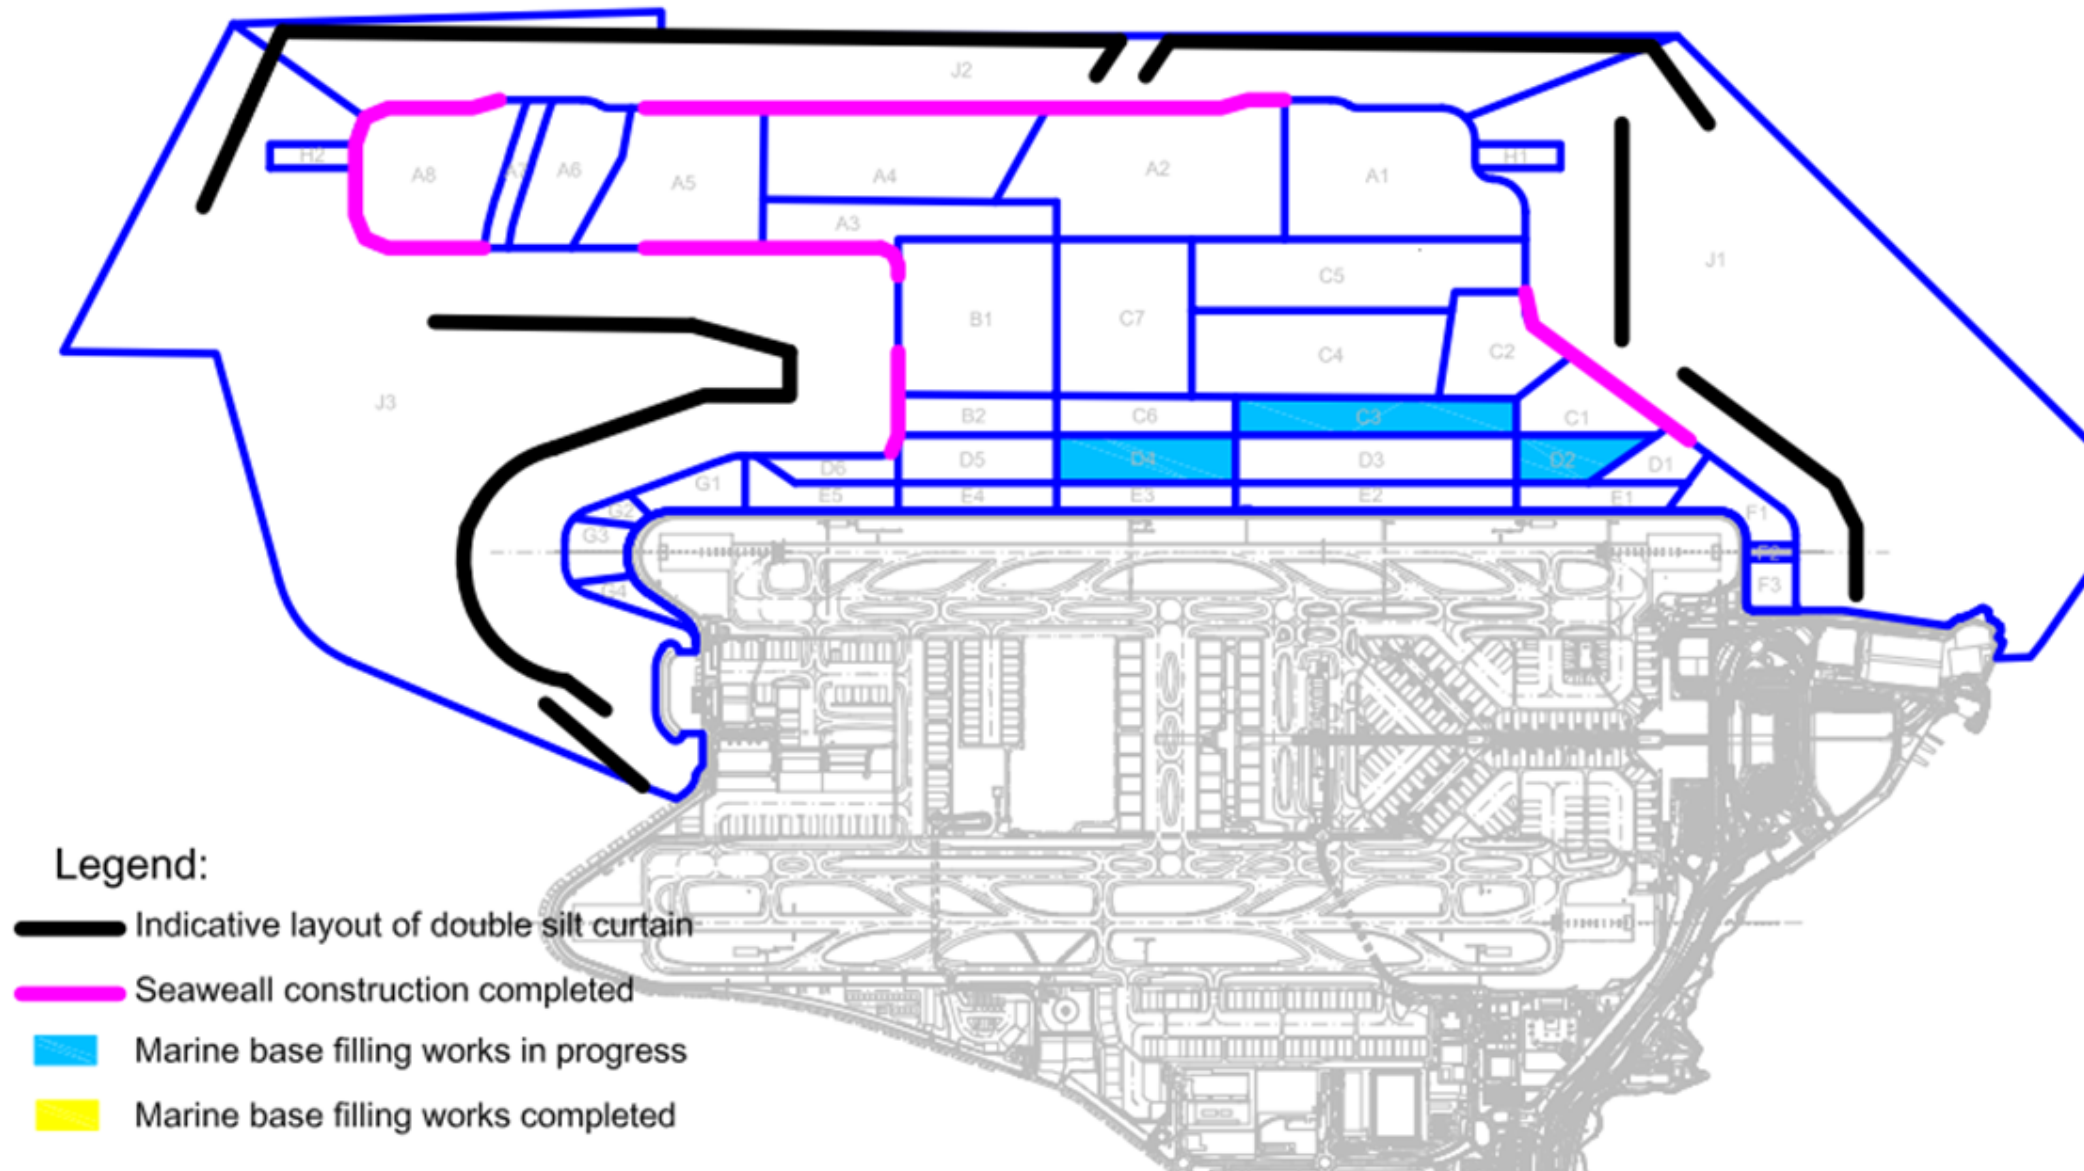 J2
H2
A8
A7
A6
A5
A4
A2
A1
H1
A3
J1
C5
B1
C7
C4
C2
J3
B2
C6
C3
C1
D6
D5
D4
D3
D2
D1
G1
E5
E4
E3
E2
E1
G2
F1
G3
F2
G4
F3
Legend:
Indicative layout of double silt curtain
Seaweall construction completed
Marine base filling works in progress
Marine base filling works completed